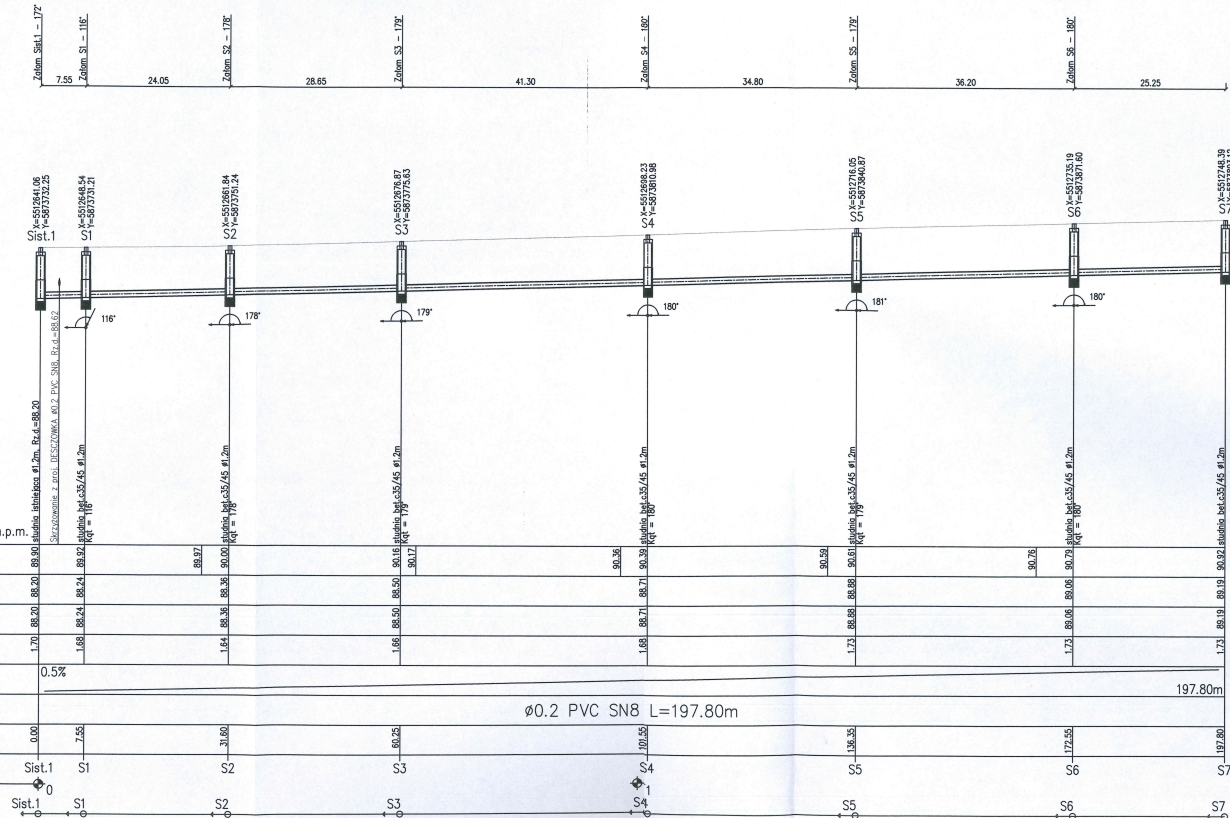 Załom Sist.1 - 172°
Załom S1 - 116°
Załom S2 - 178°
Załom S3 - 179°
Załom S4 - 180°
Załom S5 - 179°
Załom S6 - 180°
7.55 24.05 28.65 41.30 34.80 36.20 25.25
X=5512641.06
Y=5873732.25
Sist.1
X=5512648.54
Y=5873731.21
S1
X=5512661.84
Y=5873751.24
S2
X=5512676.87
Y=5873775.63
S3
X=5512698.23
Y=5873810.98
S4
X=5512716.05
Y=5873840.87
S5
X=5512735.19
Y=5873871.60
S6
X=5512748.39
S7
116° 178° 179° 180° 181° 180°
studnia istniejąca ø1.2m, Rz.d.=88.20
Skrzyżowanie z proj. DESZCZÓWKA ø0.2 PVC SN8, Rz.d.=88.62
studnia bet.c35/45 ø1.2m
Kąt = 116°
studnia bet.c35/45 ø1.2m
Kąt = 178°
studnia bet.c35/45 ø1.2m
Kąt = 179°
studnia bet.c35/45 ø1.2m
Kąt = 180°
studnia bet.c35/45 ø1.2m
Kąt = 179°
studnia bet.c35/45 ø1.2m
Kąt = 180°
studnia bet.c35/45 ø1.2m
n.p.m.
89.90 89.92 89.97 90.00 90.16 90.17 90.36 90.39 90.59 90.61 90.76 90.79 90.92
88.20 88.24 88.36 88.50 88.71 88.88 89.06 89.19
88.20 88.24 88.36 88.50 88.71 88.88 89.06 89.19
1.70 1.68 1.64 1.66 1.68 1.73 1.73 1.73
0.5%
197.80m
ø0.2 PVC SN8 L=197.80m
0.00 7.55 31.60 60.25 101.55 136.35 172.55 197.80
Sist.1 S1 S2 S3 S4 S5 S6 S7
0 1
Sist.1 S1 S2 S3 S4 S5 S6 S7